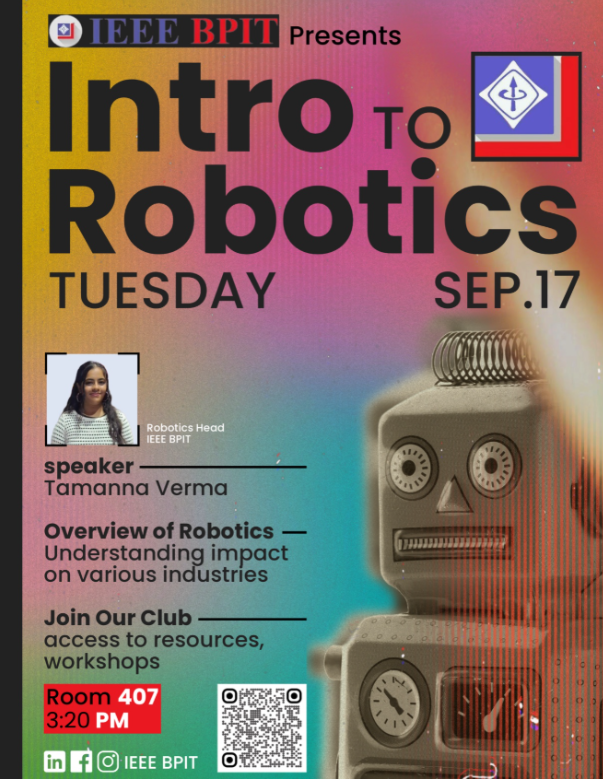 IEEE BPIT Presents
Intro TO
Robotics
TUESDAY SEP.17
Robotics Head
IEEE BPIT
speaker
Tamanna Verma
Overview of Robotics
Understanding impact
on various industries
Join Our Club
access to resources,
workshops
Room 407
3:20 PM
in f IEEE BPIT